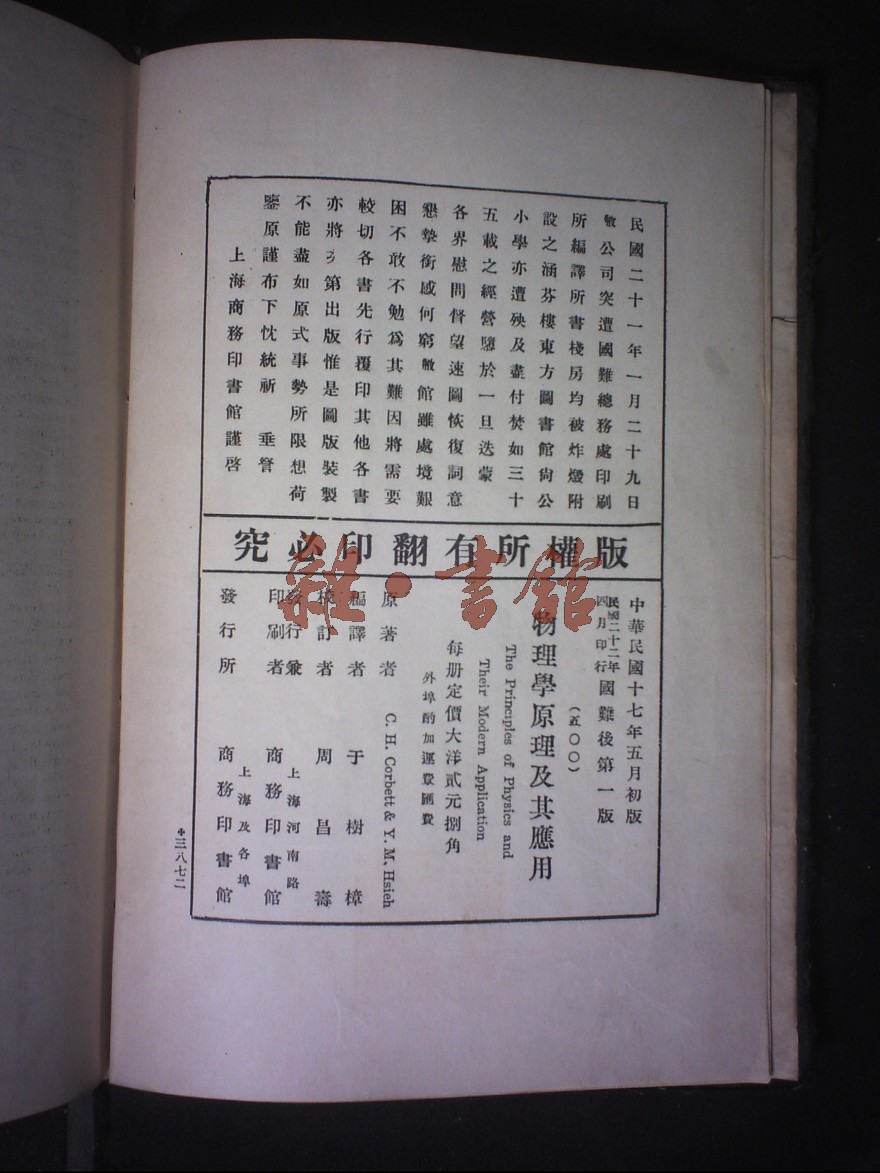 民國二十一年一月二十九日
敝公司突遭國難總務處印刷
所編譯所書棧房均被炸燬附
設之涵芬樓東方圖書館尙公
小學亦遭殃及盡付焚如三十
五載之經營隳於一旦迭蒙
各界慰問督望速圖恢復詞意
懇摯銜感何窮敝館雖處境艱
困不敢不勉爲其難因將需要
較切各書先行覆印其他各書
亦將次第出版惟是圖版裝製
不能盡如原式事勢所限想荷
鑒原謹布下忱統祈 垂詧
上海商務印書館謹啓
版權所有翻印必究
中華民國十七年五月初版
民國二十二年四月印行 國難後第一版
(五〇〇)
物理學原理及其應用
The Principles of Physics and
Their Modern Application
每册定價大洋貳元捌角
外埠酌加運費匯費
原著者 C. H. Corbett & Y. M. Hsieh
編譯者 于樹樟
校訂者 周昌壽
發行兼印刷者 上海河南路 商務印書館
發行所 上海及各埠 商務印書館
三八七二
雜·書館